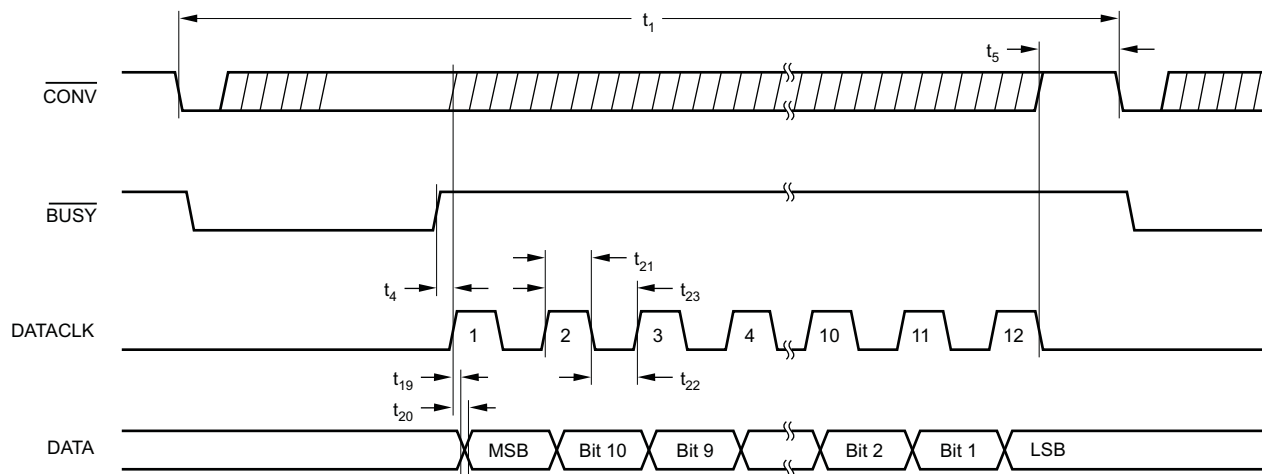 t1
t5
CONV
BUSY
t21
t4
t23
DATACLK
1 2 3 4 10 11 12
t19
t22
t20
DATA
MSB Bit 10 Bit 9 Bit 2 Bit 1 LSB